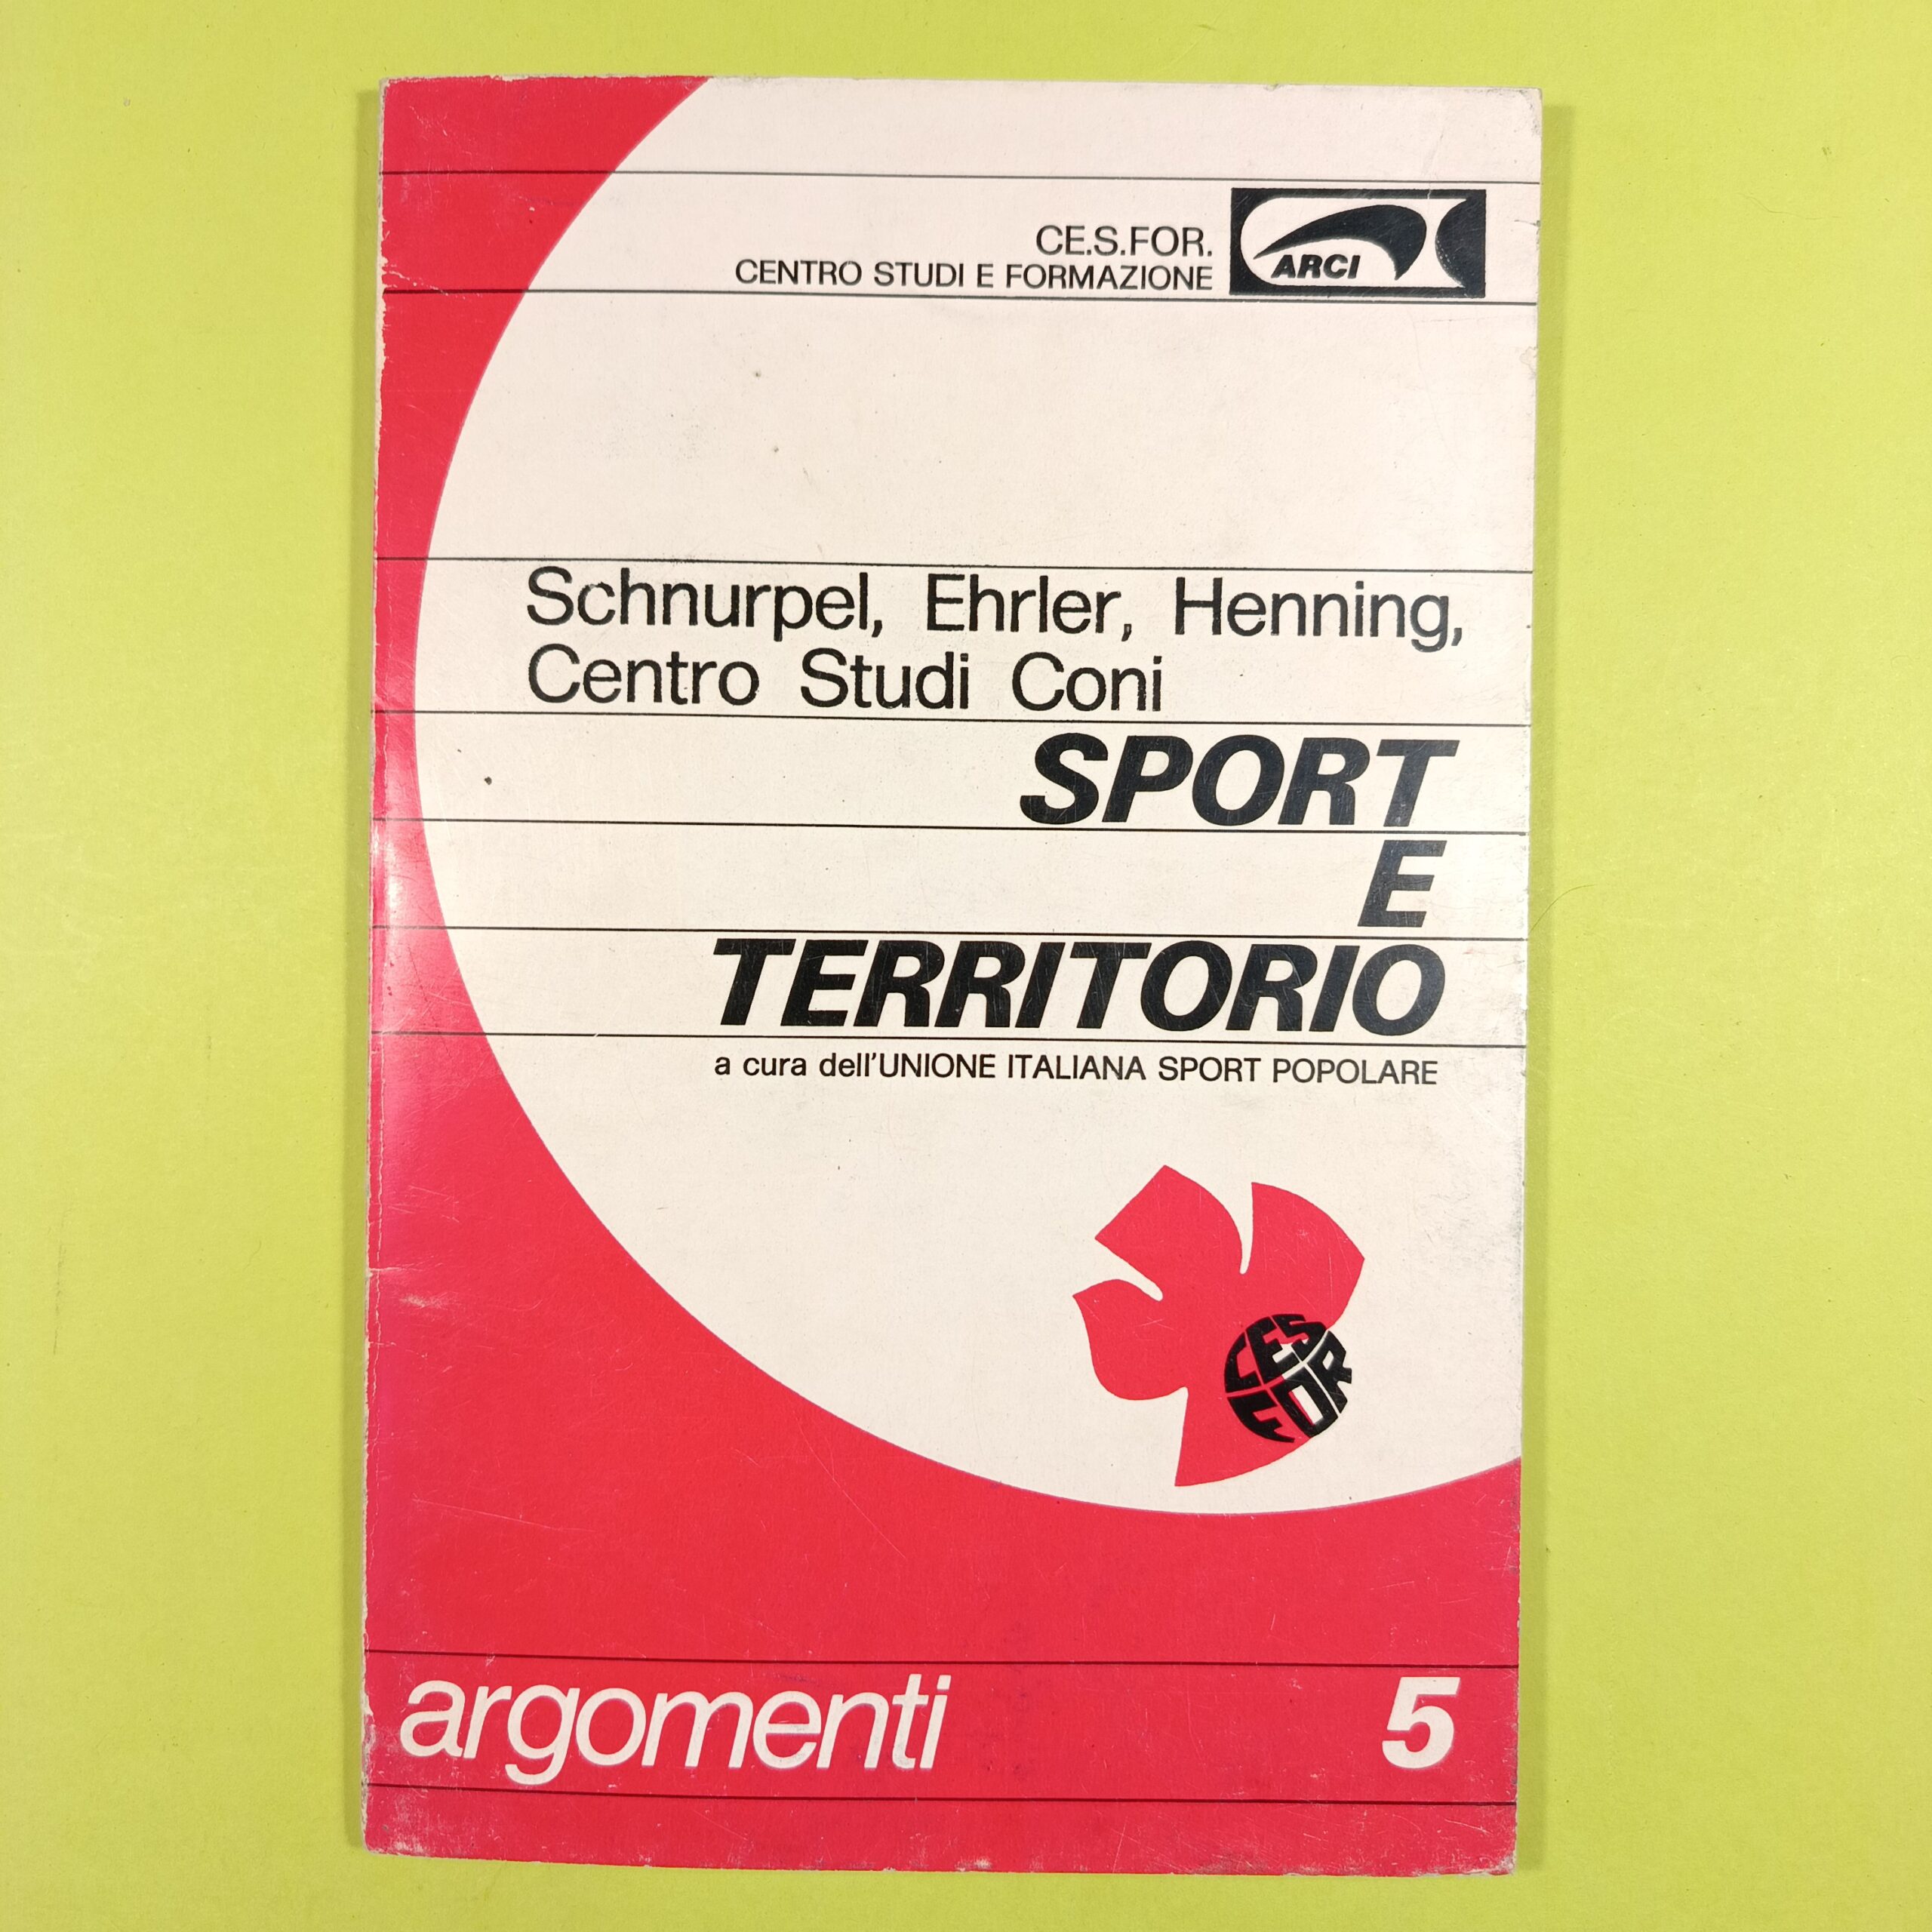 CE.S.FOR.
CENTRO STUDI E FORMAZIONE
ARCI
Schnurpel, Ehrler, Henning,
Centro Studi Coni
SPORT
E
TERRITORIO
a cura dell'UNIONE ITALIANA SPORT POPOLARE
CES
FOR
argomenti 5